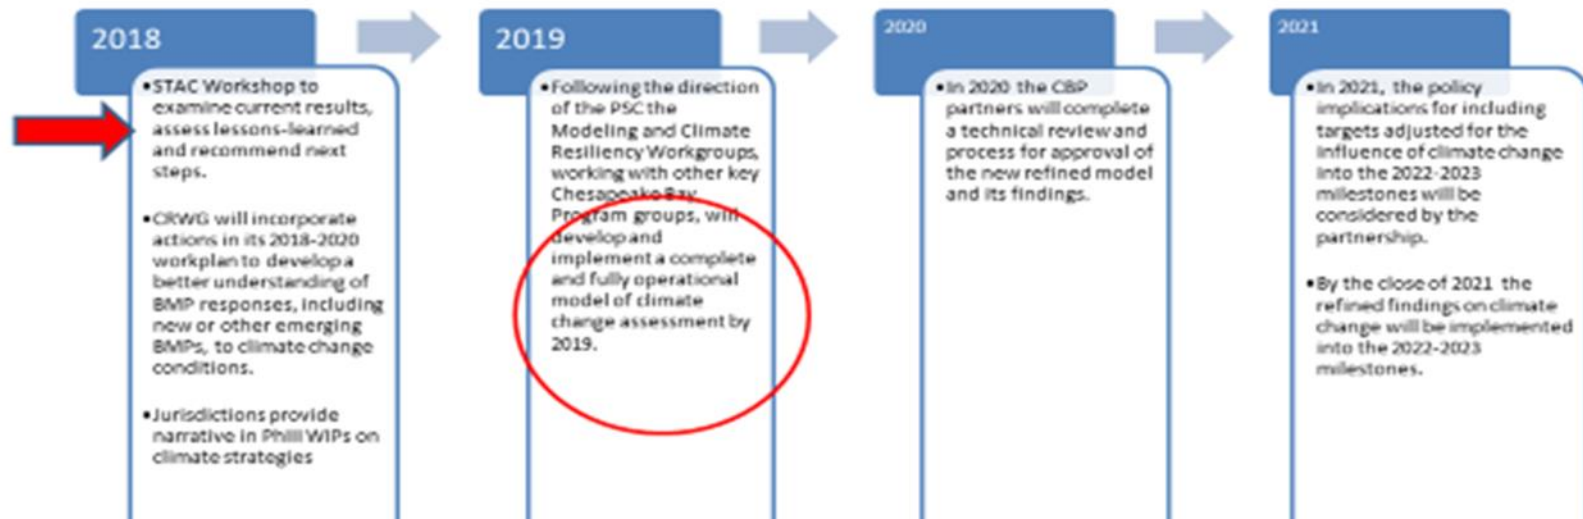 2018
•STAC Workshop to
examine current results,
assess lessons-learned
and recommend next
steps.
•CRWG will incorporate
actions in its 2018-2020
workplan to develop a
better understanding of
BMP responses, including
new or other emerging
BMPs, to climate change
conditions.
•Jurisdictions provide
narrative in PhIII WIPs on
climate strategies
2019
•Following the direction
of the PSC the
Modeling and Climate
Resiliency Workgroups,
working with other key
Chesapeake Bay
Program groups, will
develop and
implement a complete
and fully operational
model of climate
change assessment by
2019.
2020
•In 2020 the CBP
partners will complete
a technical review and
process for approval of
the new refined model
and its findings.
2021
•In 2021, the policy
implications for including
targets adjusted for the
influence of climate change
into the 2022-2023
milestones will be
considered by the
partnership.
•By the close of 2021 the
refined findings on climate
change will be implemented
into the 2022-2023
milestones.